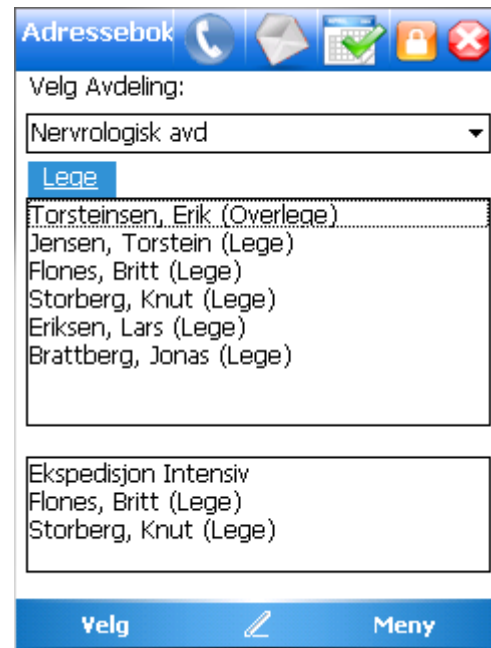 Adressebok
Velg Avdeling:
Nervrologisk avd
Lege
Torsteinsen, Erik (Overlege)
Jensen, Torstein (Lege)
Flones, Britt (Lege)
Storberg, Knut (Lege)
Eriksen, Lars (Lege)
Brattberg, Jonas (Lege)
Ekspedisjon Intensiv
Flones, Britt (Lege)
Storberg, Knut (Lege)
Velg Meny